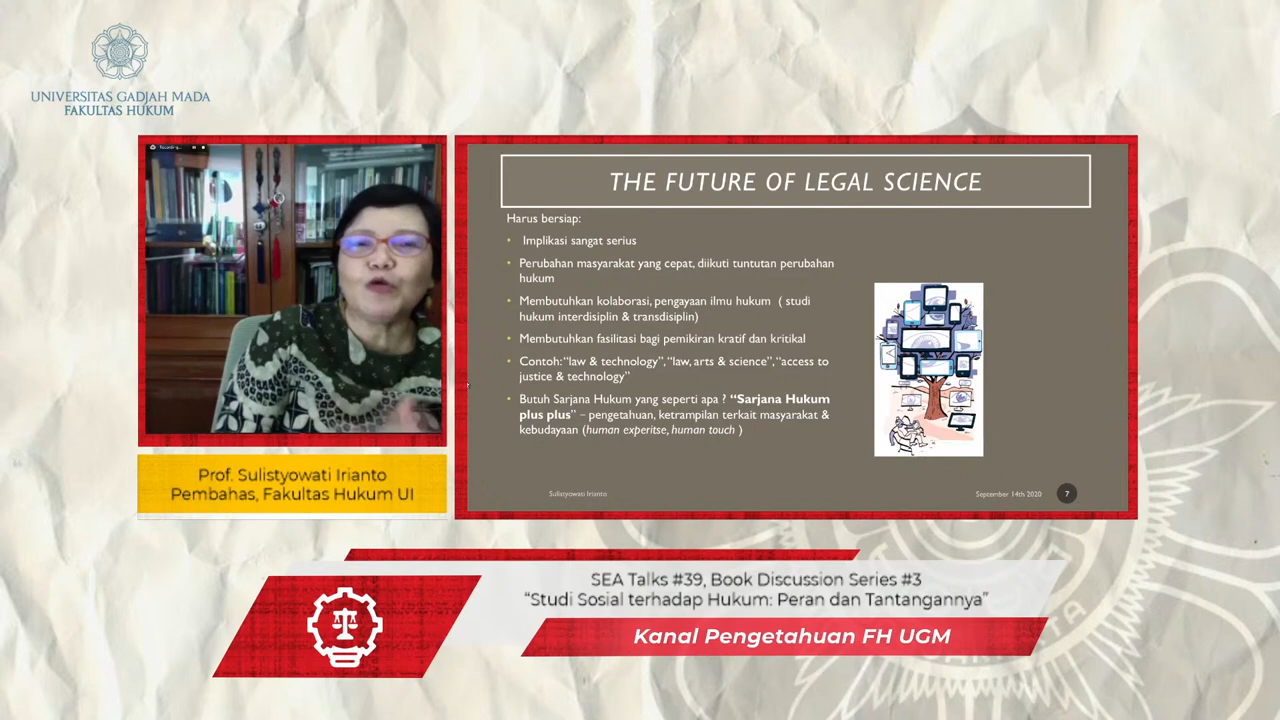 UNIVERSITAS GADJAH MADA
FAKULTAS HUKUM
THE FUTURE OF LEGAL SCIENCE
Harus bersiap:
• Implikasi sangat serius
• Perubahan masyarakat yang cepat, diikuti tuntutan perubahan
hukum
• Membutuhkan kolaborasi, pengayaan ilmu hukum ( studi
hukum interdisiplin & transdisiplin)
• Membutuhkan fasilitasi bagi pemikiran kratif dan kritikal
• Contoh: “law & technology”, “law, arts & science”, “access to
justice & technology”
• Butuh Sarjana Hukum yang seperti apa ? “Sarjana Hukum
plus plus” – pengetahuan, ketrampilan terkait masyarakat &
kebudayaan (human experitse, human touch )
Sulistyowati Irianto
September 14th 2020
7
Prof. Sulistyowati Irianto
Pembahas, Fakultas Hukum UI
SEA Talks #39, Book Discussion Series #3
“Studi Sosial terhadap Hukum: Peran dan Tantangannya”
Kanal Pengetahuan FH UGM